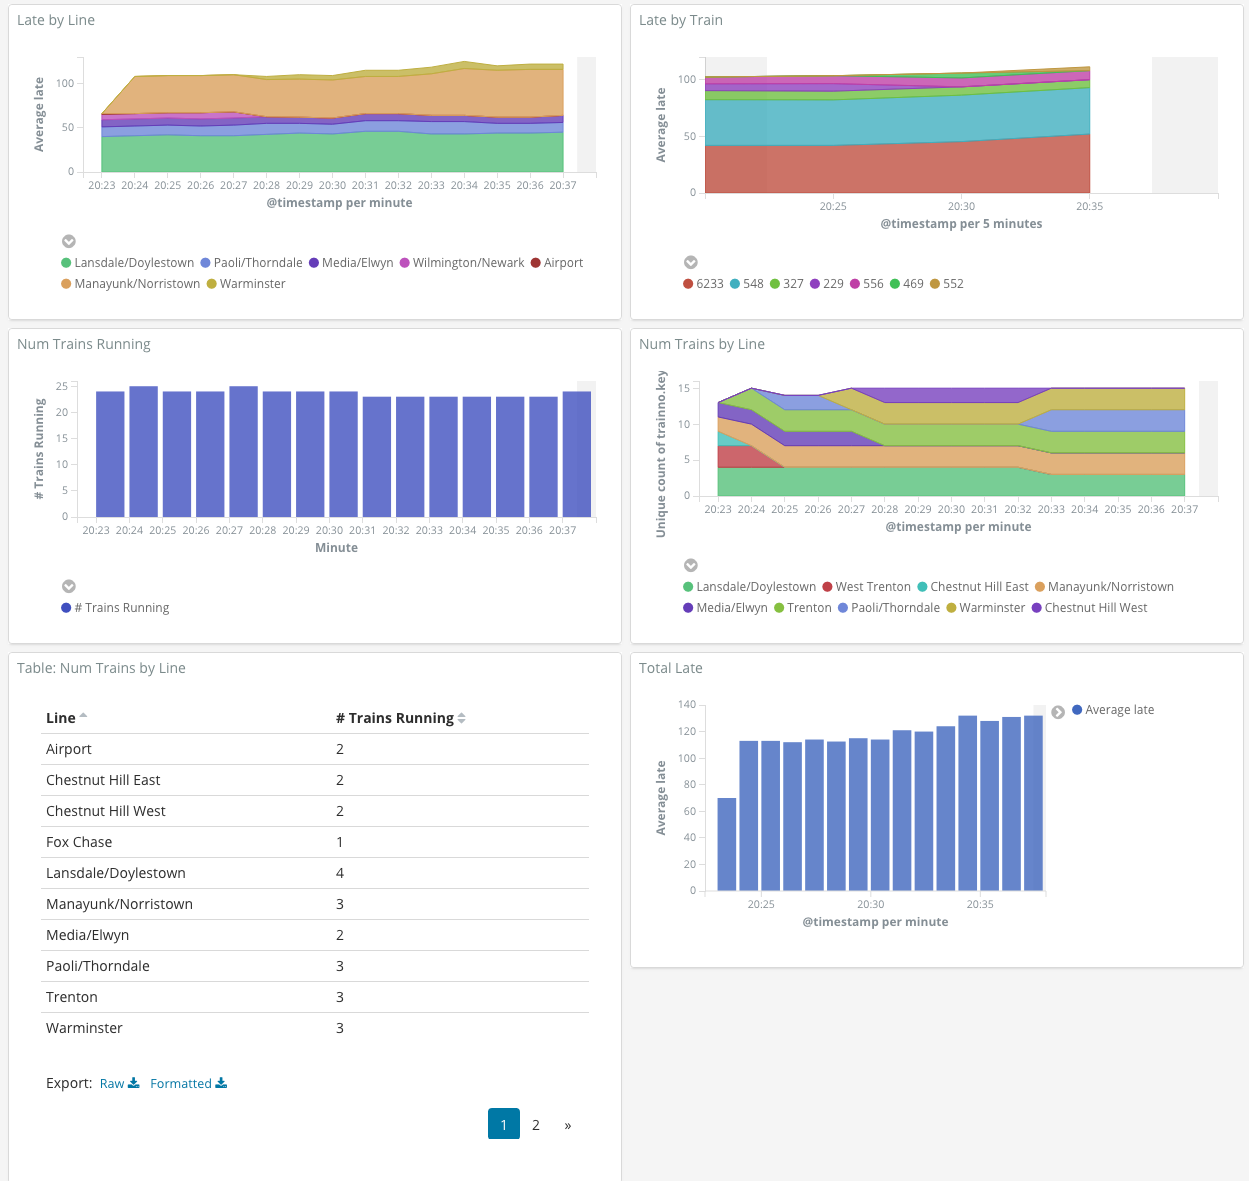 Late by Line
100
50
0
Average late
20:23 20:24 20:25 20:26 20:27 20:28 20:29 20:30 20:31 20:32 20:33 20:34 20:35 20:36 20:37
@timestamp per minute
Lansdale/Doylestown Paoli/Thorndale Media/Elwyn Wilmington/Newark Airport
Manayunk/Norristown Warminster
Late by Train
100
50
0
Average late
20:25 20:30 20:35
@timestamp per 5 minutes
6233 548 327 229 556 469 552
Num Trains Running
25
20
15
10
5
0
# Trains Running
20:23 20:24 20:25 20:26 20:27 20:28 20:29 20:30 20:31 20:32 20:33 20:34 20:35 20:36 20:37
Minute
# Trains Running
Num Trains by Line
15
10
5
0
Unique count of trainno.key
20:23 20:24 20:25 20:26 20:27 20:28 20:29 20:30 20:31 20:32 20:33 20:34 20:35 20:36 20:37
@timestamp per minute
Lansdale/Doylestown West Trenton Chestnut Hill East Manayunk/Norristown
Media/Elwyn Trenton Paoli/Thorndale Warminster Chestnut Hill West
Table: Num Trains by Line
Line # Trains Running
Airport 2
Chestnut Hill East 2
Chestnut Hill West 2
Fox Chase 1
Lansdale/Doylestown 4
Manayunk/Norristown 3
Media/Elwyn 2
Paoli/Thorndale 3
Trenton 3
Warminster 3
Export: Raw Formatted
1 2 »
Total Late
140
120
100
80
60
40
20
0
Average late
20:25 20:30 20:35
@timestamp per minute
Average late